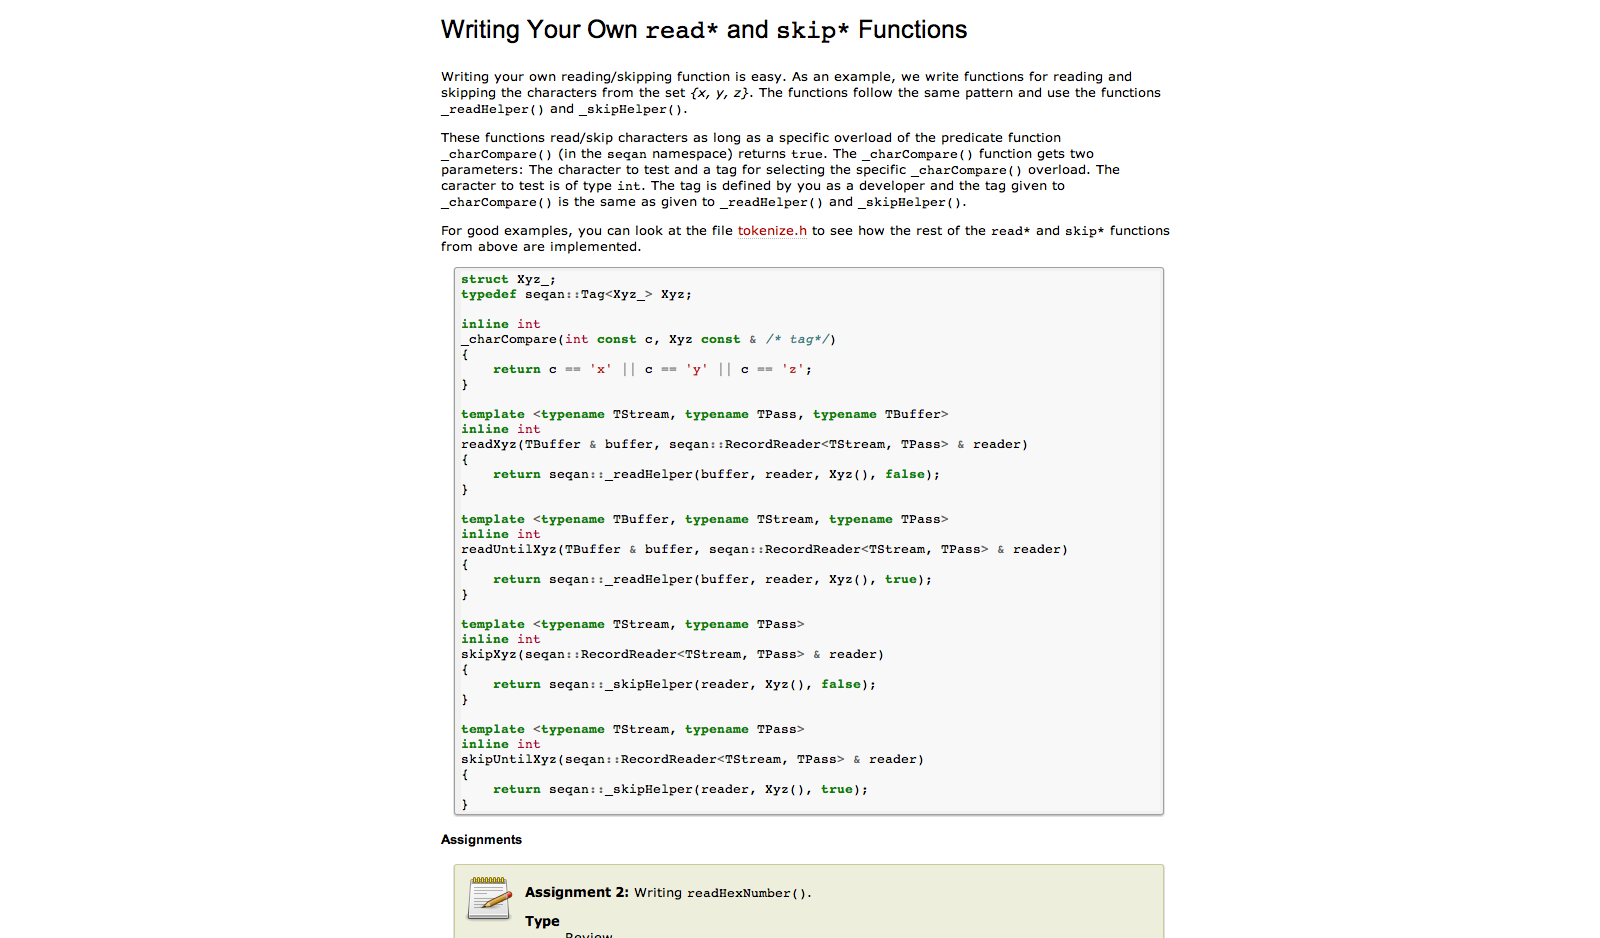 Writing Your Own read* and skip* Functions
Writing your own reading/skipping function is easy. As an example, we write functions for reading and
skipping the characters from the set {x, y, z}. The functions follow the same pattern and use the functions
_readHelper() and _skipHelper().
These functions read/skip characters as long as a specific overload of the predicate function
_charCompare() (in the seqan namespace) returns true. The _charCompare() function gets two
parameters: The character to test and a tag for selecting the specific _charCompare() overload. The
caracter to test is of type int. The tag is defined by you as a developer and the tag given to
_charCompare() is the same as given to _readHelper() and _skipHelper().
For good examples, you can look at the file tokenize.h to see how the rest of the read* and skip* functions
from above are implemented.
struct Xyz_;
typedef seqan::Tag<Xyz_> Xyz;
inline int
_charCompare(int const c, Xyz const & /* tag*/)
{
    return c == 'x' || c == 'y' || c == 'z';
}
template <typename TStream, typename TPass, typename TBuffer>
inline int
readXyz(TBuffer & buffer, seqan::RecordReader<TStream, TPass> & reader)
{
    return seqan::_readHelper(buffer, reader, Xyz(), false);
}
template <typename TBuffer, typename TStream, typename TPass>
inline int
readUntilXyz(TBuffer & buffer, seqan::RecordReader<TStream, TPass> & reader)
{
    return seqan::_readHelper(buffer, reader, Xyz(), true);
}
template <typename TStream, typename TPass>
inline int
skipXyz(seqan::RecordReader<TStream, TPass> & reader)
{
    return seqan::_skipHelper(reader, Xyz(), false);
}
template <typename TStream, typename TPass>
inline int
skipUntilXyz(seqan::RecordReader<TStream, TPass> & reader)
{
    return seqan::_skipHelper(reader, Xyz(), true);
}
Assignments
Assignment 2: Writing readHexNumber().
Type
Review